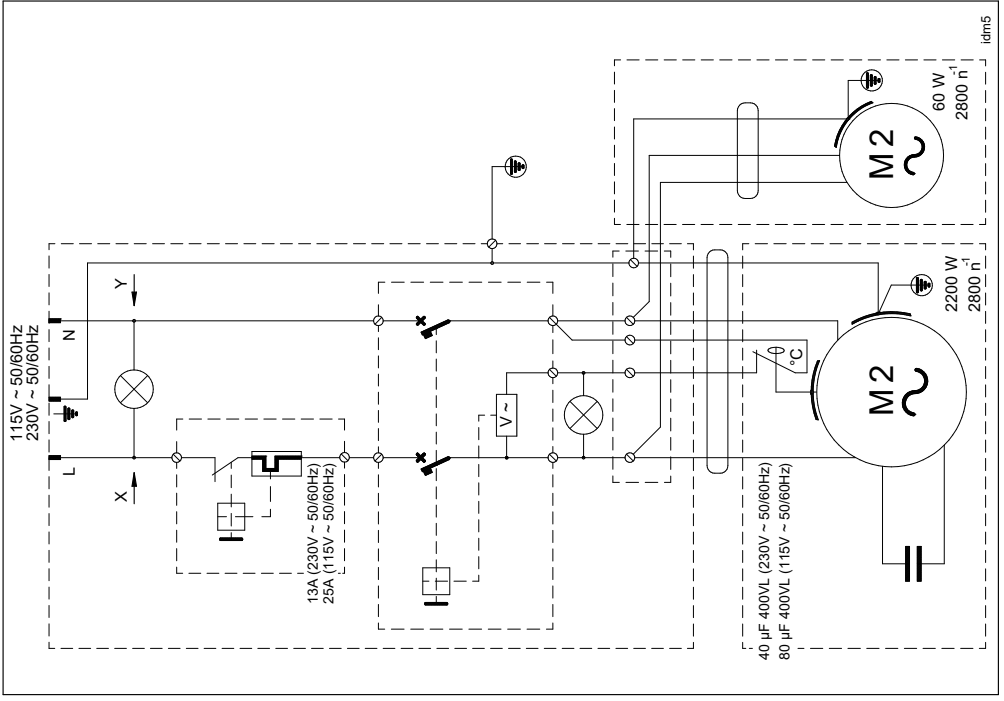 115V ~ 50/60Hz
230V ~ 50/60Hz
L
N
X
Y
13A (230V ~ 50/60Hz)
25A (115V ~ 50/60Hz)
V ~
°C
40 µF 400VL (230V ~ 50/60Hz)
80 µF 400VL (115V ~ 50/60Hz)
M 2
2200 W
2800 n-1
M 2
60 W
2800 n-1
idm5